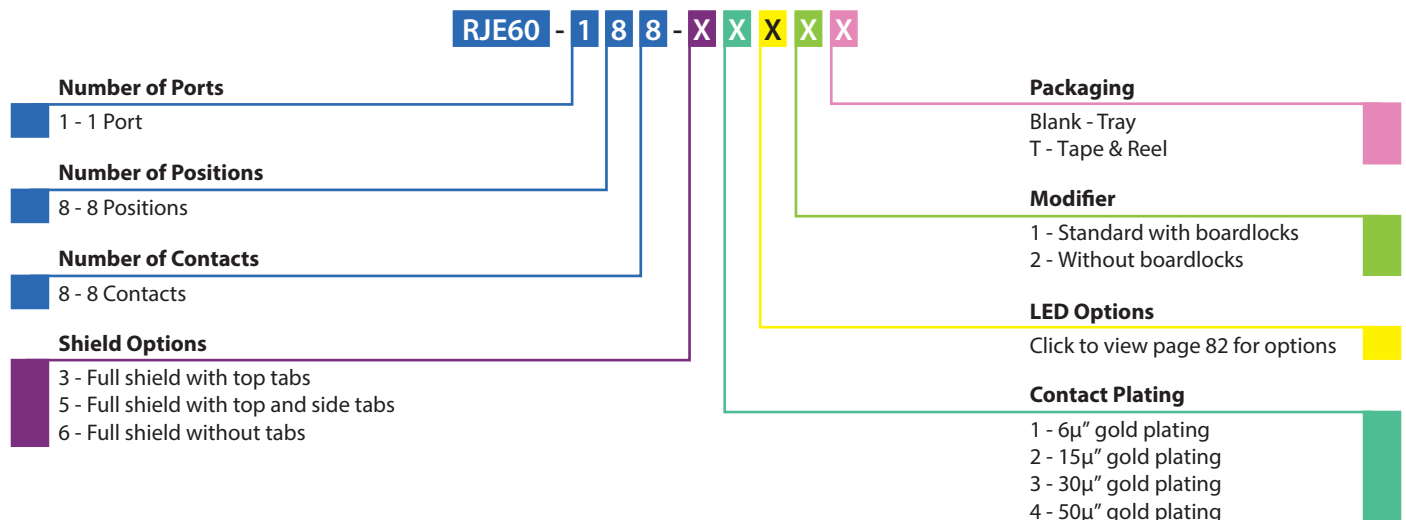 RJE60 - 1 8 8 - X X X X X
Number of Ports
1 - 1 Port
Number of Positions
8 - 8 Positions
Number of Contacts
8 - 8 Contacts
Shield Options
3 - Full shield with top tabs
5 - Full shield with top and side tabs
6 - Full shield without tabs
Packaging
Blank - Tray
T - Tape & Reel
Modifier
1 - Standard with boardlocks
2 - Without boardlocks
LED Options
Click to view page 82 for options
Contact Plating
1 - 6µ” gold plating
2 - 15µ” gold plating
3 - 30µ” gold plating
4 - 50µ” gold plating